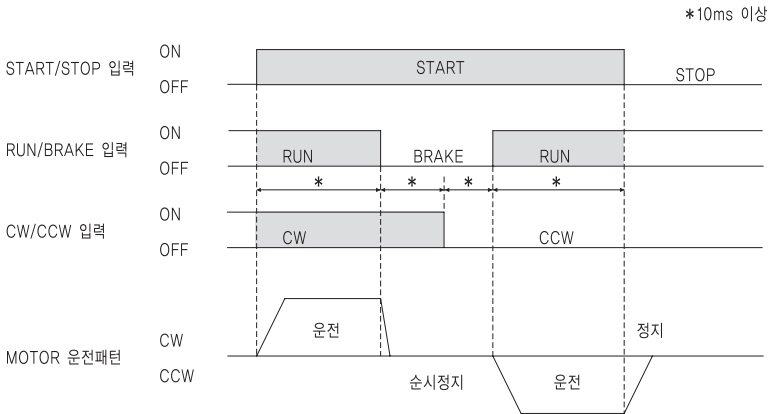 *10ms 이상
START/STOP 입력
ON
OFF
START
STOP
RUN/BRAKE 입력
ON
OFF
RUN
BRAKE
RUN
* * * *
CW/CCW 입력
ON
OFF
CW
CCW
MOTOR 운전패턴
CW
CCW
운전
순시정지
운전
정지